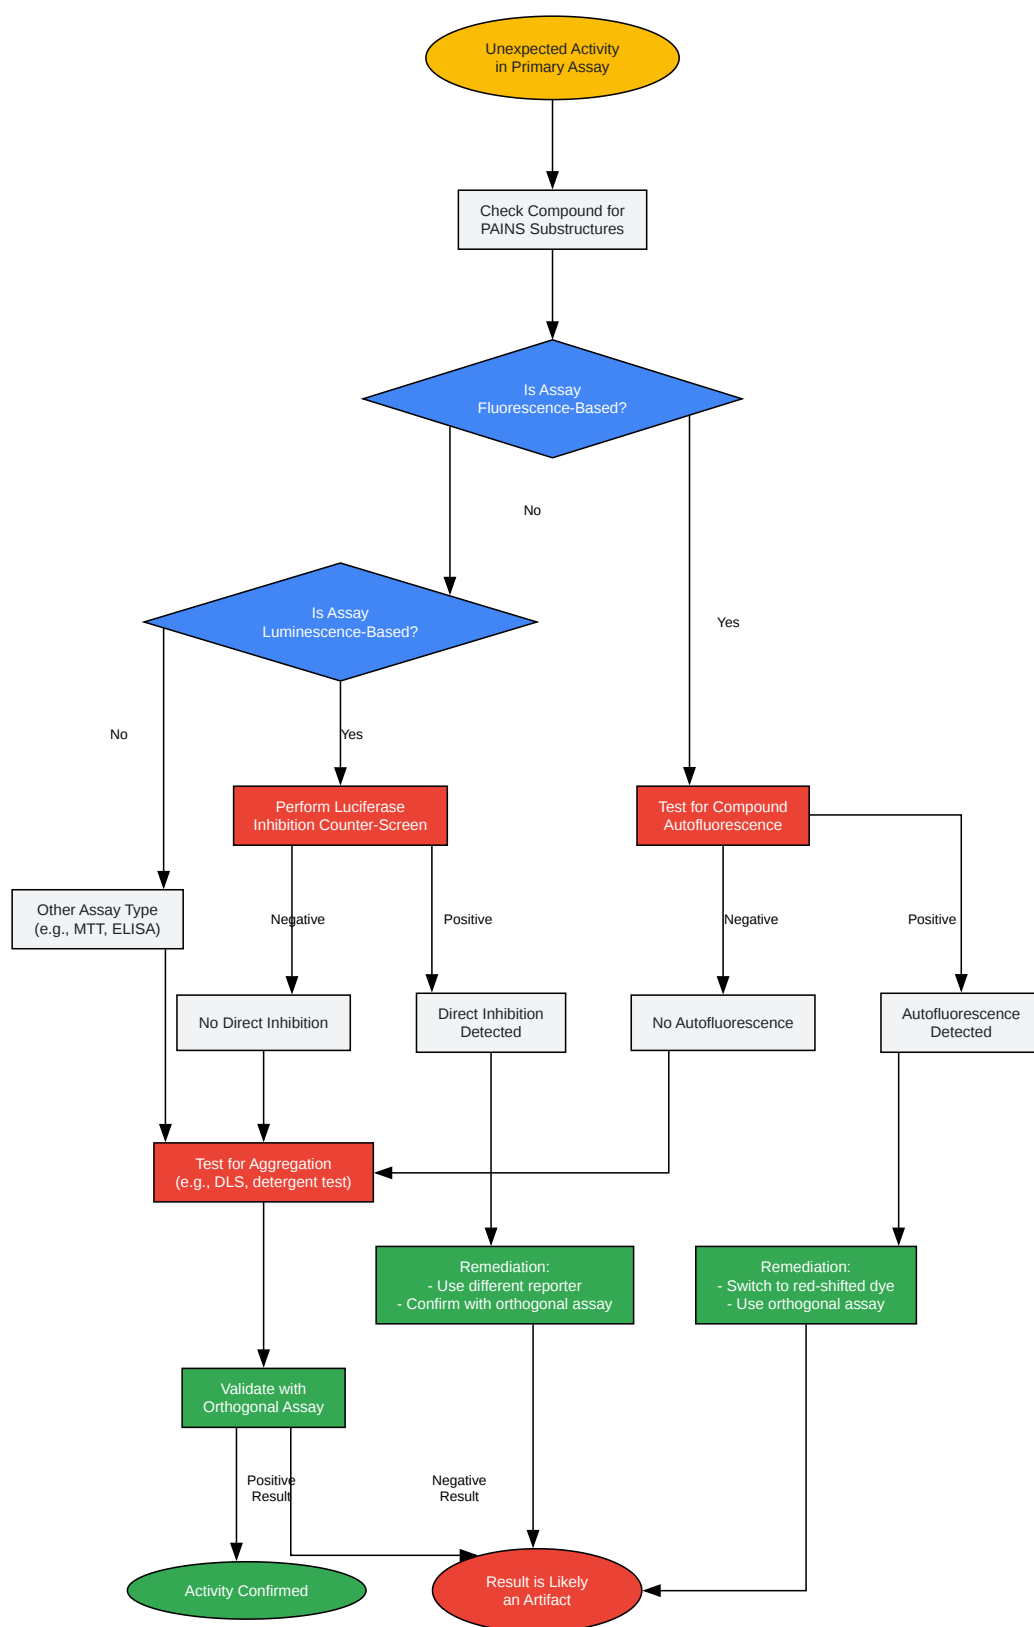 Unexpected Activity
in Primary Assay
Check Compound for
PAINS Substructures
Is Assay
Fluorescence-Based?
No
Is Assay
Luminescence-Based?
Yes
No
Yes
Perform Luciferase
Inhibition Counter-Screen
Test for Compound
Autofluorescence
Other Assay Type
(e.g., MTT, ELISA)
Negative
Positive
Negative
Positive
No Direct Inhibition
Direct Inhibition
Detected
No Autofluorescence
Autofluorescence
Detected
Test for Aggregation
(e.g., DLS, detergent test)
Remediation:
- Use different reporter
- Confirm with orthogonal assay
Remediation:
- Switch to red-shifted dye
- Use orthogonal assay
Validate with
Orthogonal Assay
Positive
Result
Negative
Result
Activity Confirmed
Result is Likely
an Artifact